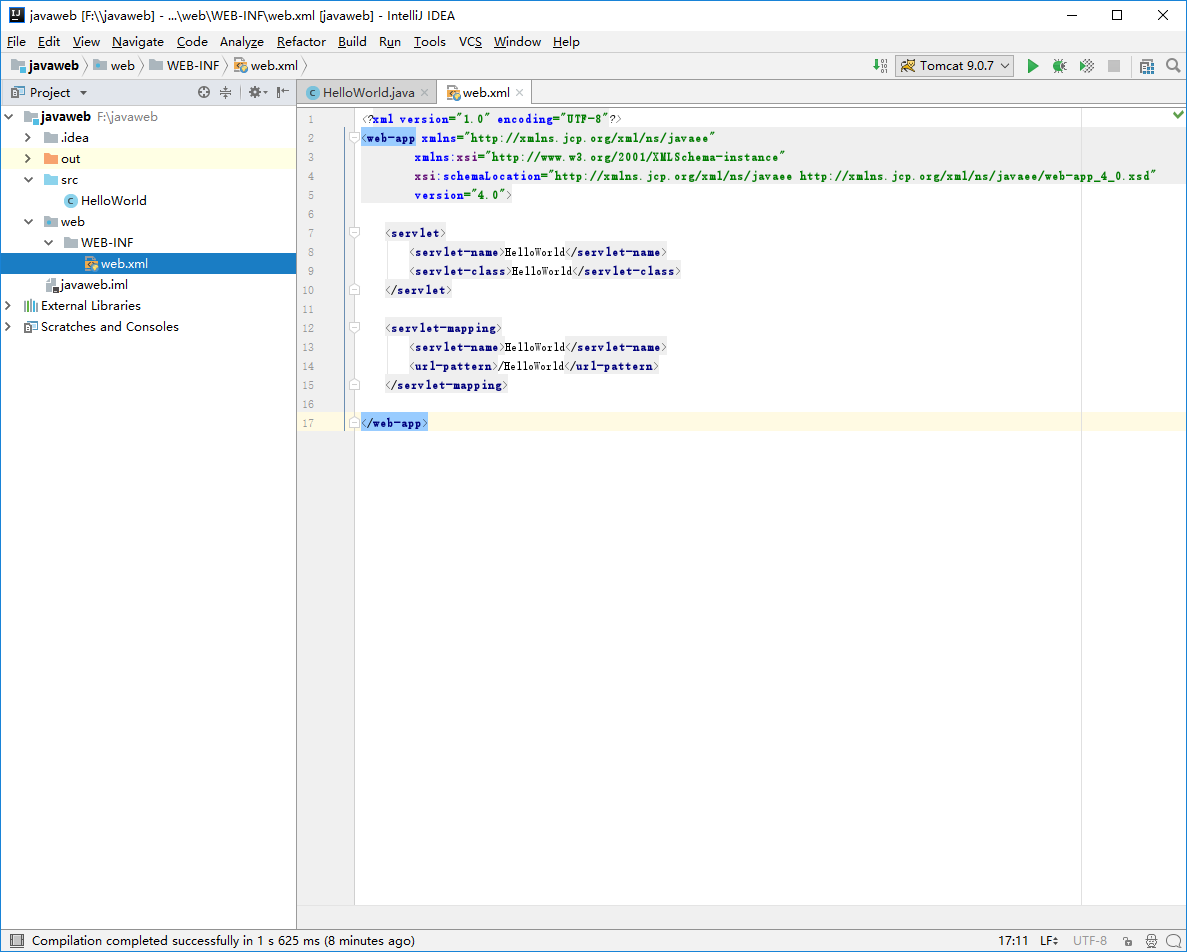 javaweb [F:\\javaweb] - ...\web\WEB-INF\web.xml [javaweb] - IntelliJ IDEA
File Edit View Navigate Code Analyze Refactor Build Run Tools VCS Window Help
javaweb web WEB-INF web.xml Tomcat 9.0.7
Project
HelloWorld.java web.xml
javaweb F:\javaweb
.idea
out
src
HelloWorld
web
WEB-INF
web.xml
javaweb.iml
External Libraries
Scratches and Consoles
1 <?xml version="1.0" encoding="UTF-8"?>
2 <web-app xmlns="http://xmlns.jcp.org/xml/ns/javaee"
3 xmlns:xsi="http://www.w3.org/2001/XMLSchema-instance"
4 xsi:schemaLocation="http://xmlns.jcp.org/xml/ns/javaee http://xmlns.jcp.org/xml/ns/javaee/web-app_4_0.xsd"
5 version="4.0">
6
7 <servlet>
8 <servlet-name>HelloWorld</servlet-name>
9 <servlet-class>HelloWorld</servlet-class>
10 </servlet>
11
12 <servlet-mapping>
13 <servlet-name>HelloWorld</servlet-name>
14 <url-pattern>/HelloWorld</url-pattern>
15 </servlet-mapping>
16
17 </web-app>
Compilation completed successfully in 1 s 625 ms (8 minutes ago) 17:11 LF UTF-8